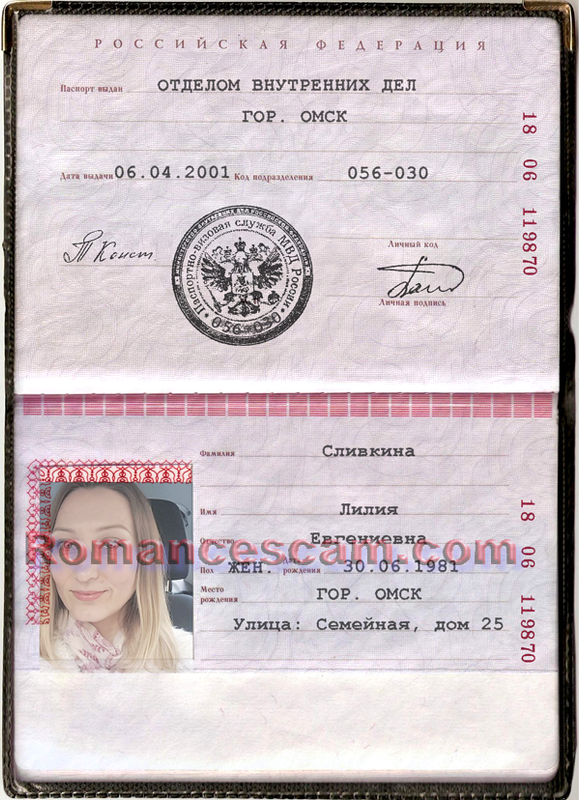 РОССИЙСКАЯ ФЕДЕРАЦИЯ
Паспорт выдан ОТДЕЛОМ ВНУТРЕННИХ ДЕЛ
ГОР. ОМСК
Дата выдачи 06.04.2001 Код подразделения 056-030
18 06 119870
Паспортно-визовая служба МВД России
056-030
Личный код
Личная подпись
Фамилия Сливкина
Имя Лилия
Отчество Евгениевна
Romancescam.com
Пол ЖЕН. Дата рождения 30.06.1981
Место рождения ГОР. ОМСК
Улица: Семейная, дом 25
18 06 119870